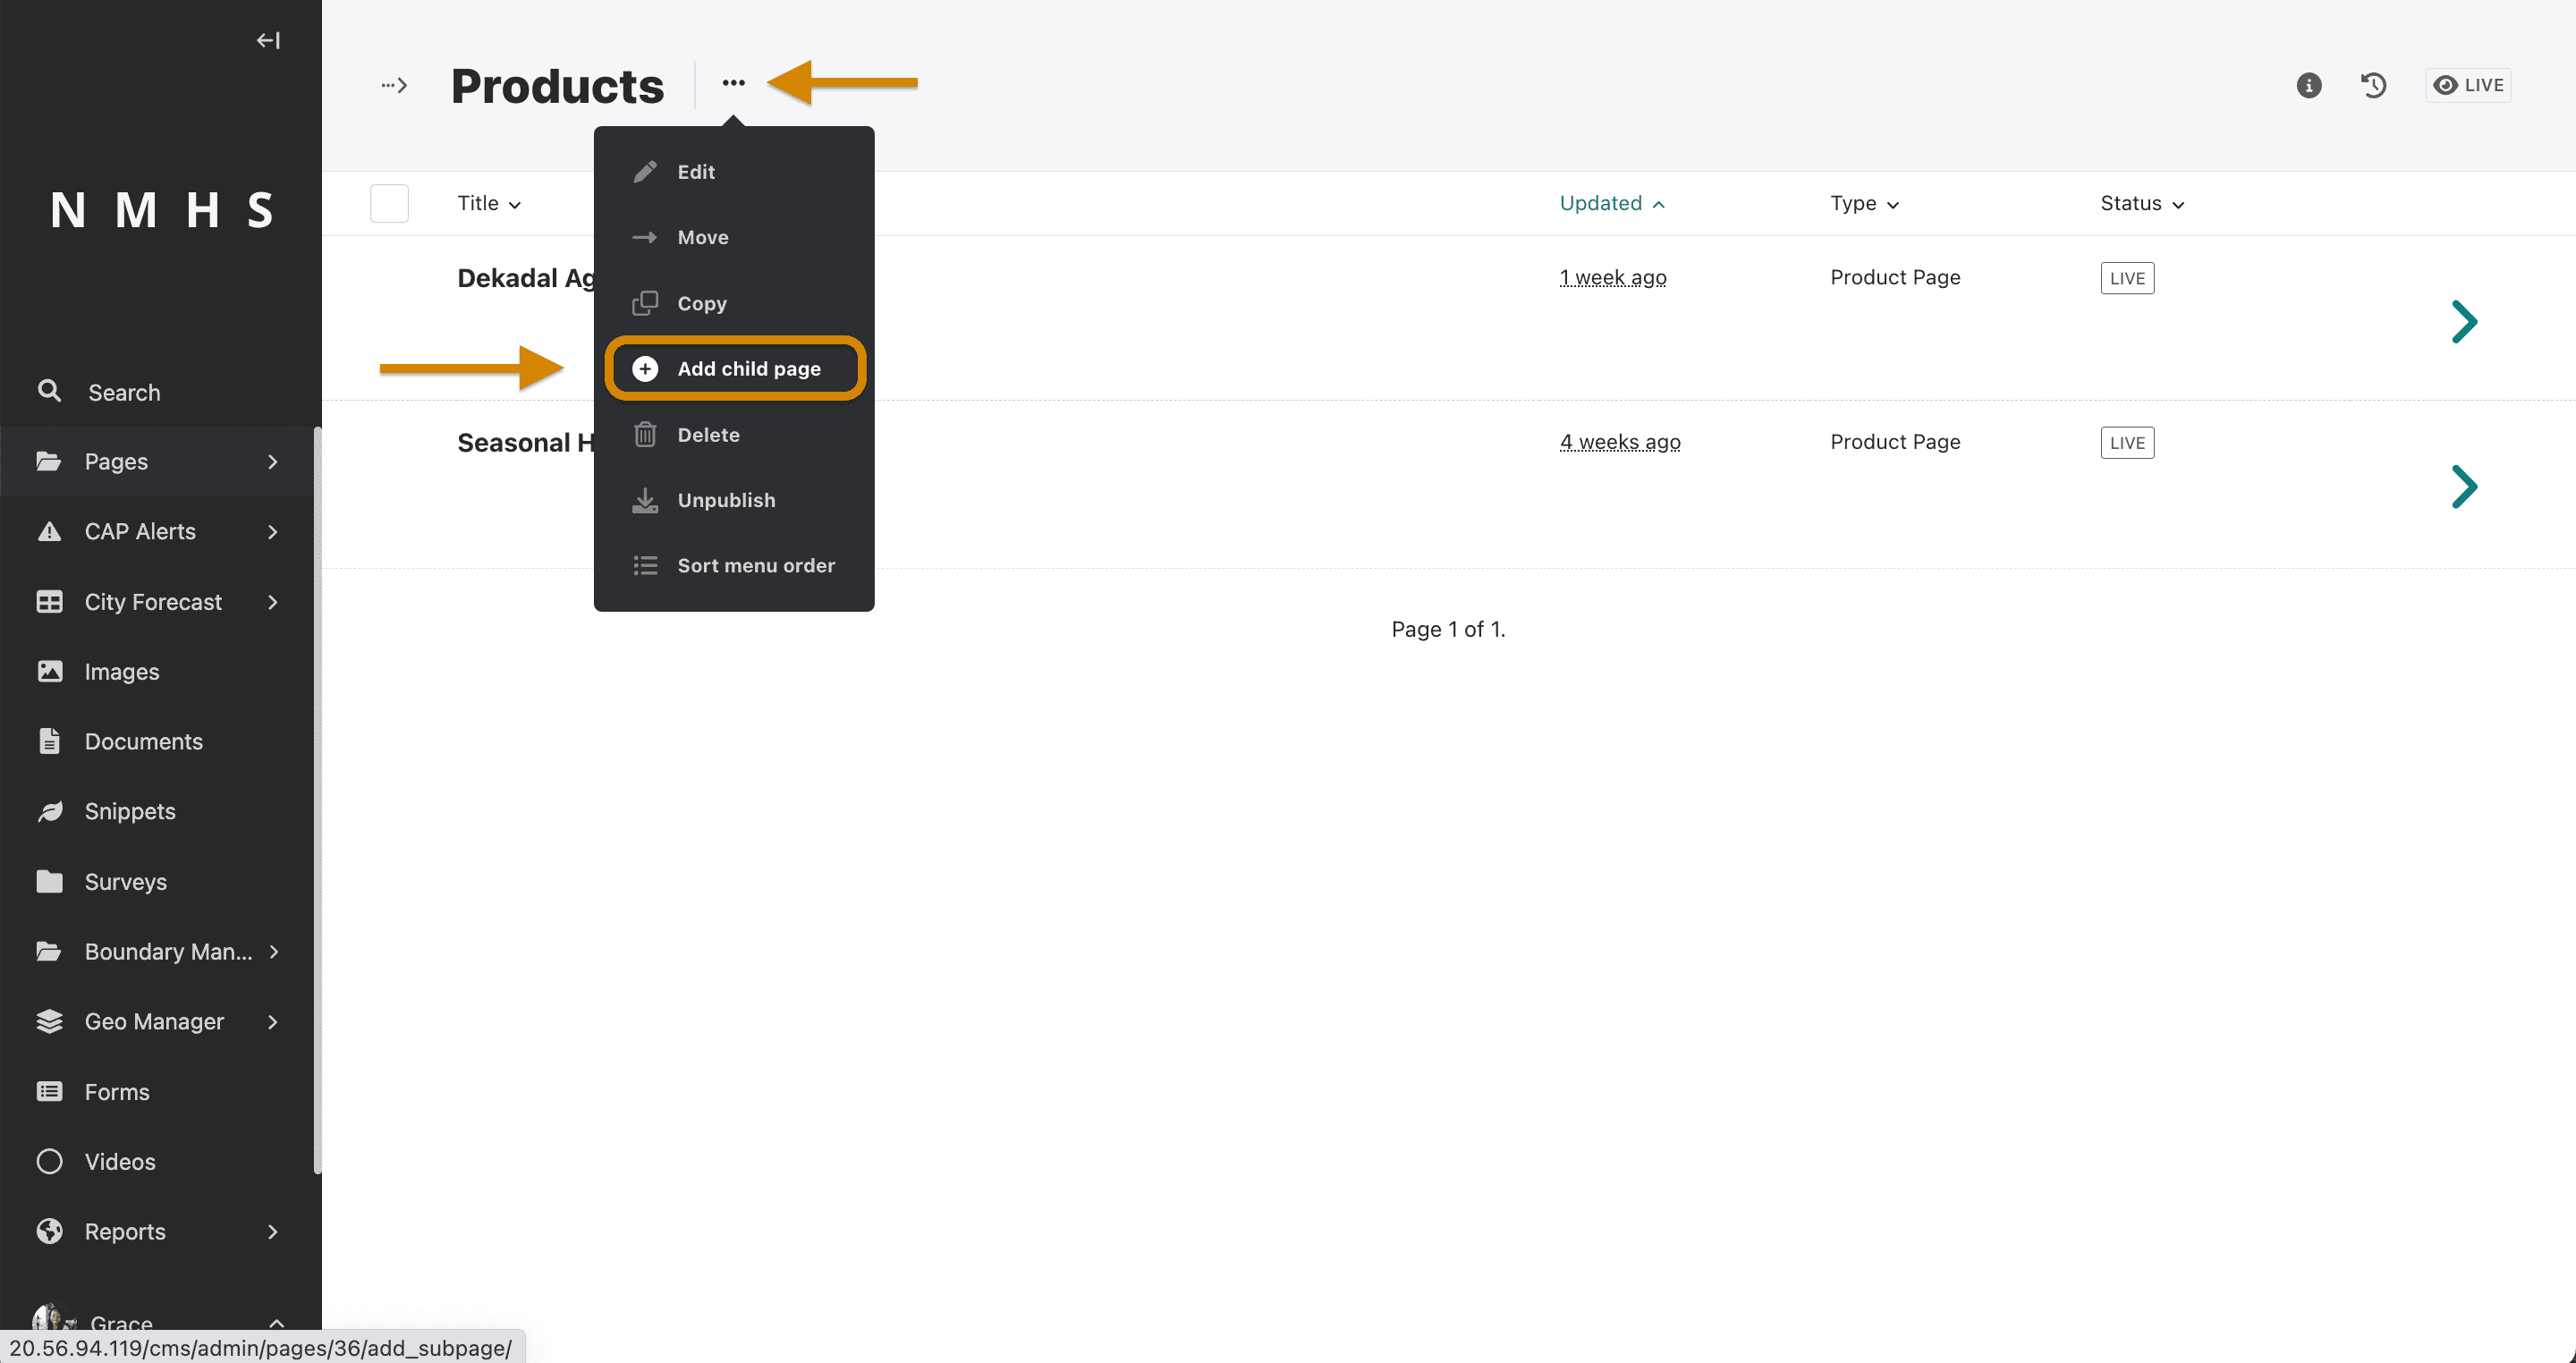 NMHS
Search
Pages
CAP Alerts
City Forecast
Images
Documents
Snippets
Surveys
Boundary Man...
Geo Manager
Forms
Videos
Reports
Grace
20.56.94.119/cms/admin/pages/36/add_subpage/
Products
LIVE
Edit
Move
Copy
Add child page
Delete
Unpublish
Sort menu order
Title Updated Type Status
Dekadal Ag 1 week ago Product Page LIVE
Seasonal H 4 weeks ago Product Page LIVE
Page 1 of 1.